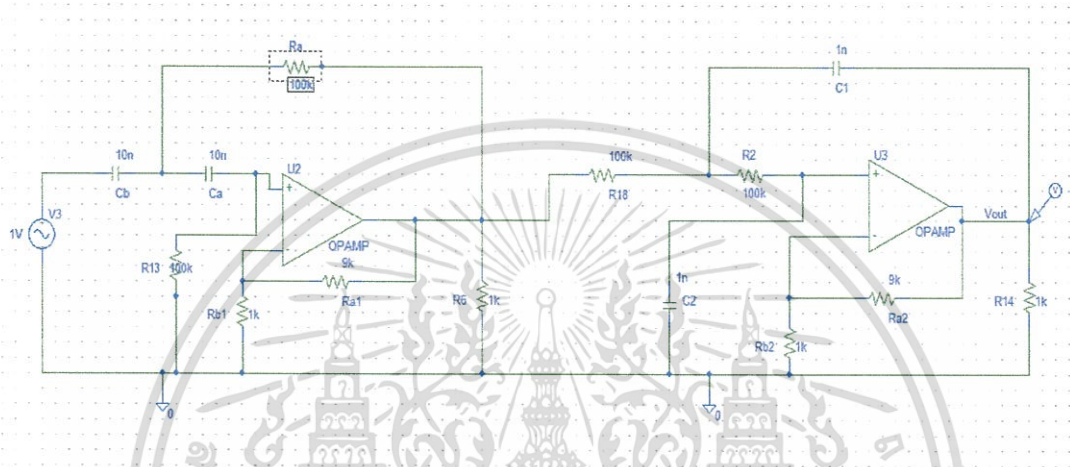 Ra
100k
1n
C1
10n
Cb
10n
Ca
U2
OPAMP
V3
1V
R13
100k
9k
Ra1
Rb1
1k
R6
1k
0
100k
R18
R2
100k
U3
OPAMP
Vout
V
1n
C2
9k
Ra2
Rb2
1k
R14
1k
0